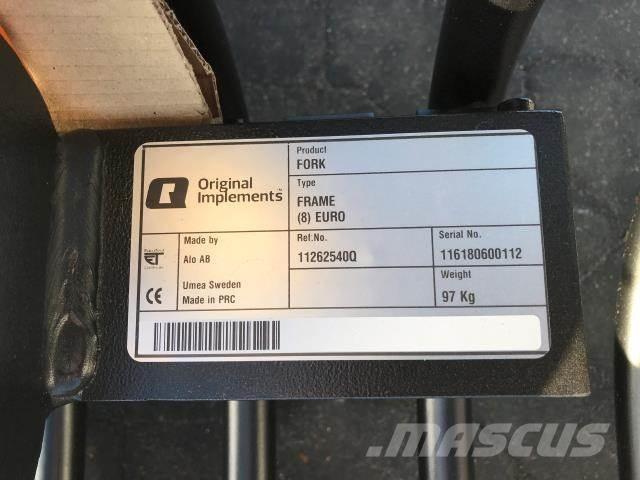 Product
FORK
Original
Implements™
Type
FRAME
(8) EURO
Made by
Alo AB
Ref.No.
11262540Q
Serial No.
116180600112
Umea Sweden
Made in PRC
CE
Weight
97 Kg
MASCUS